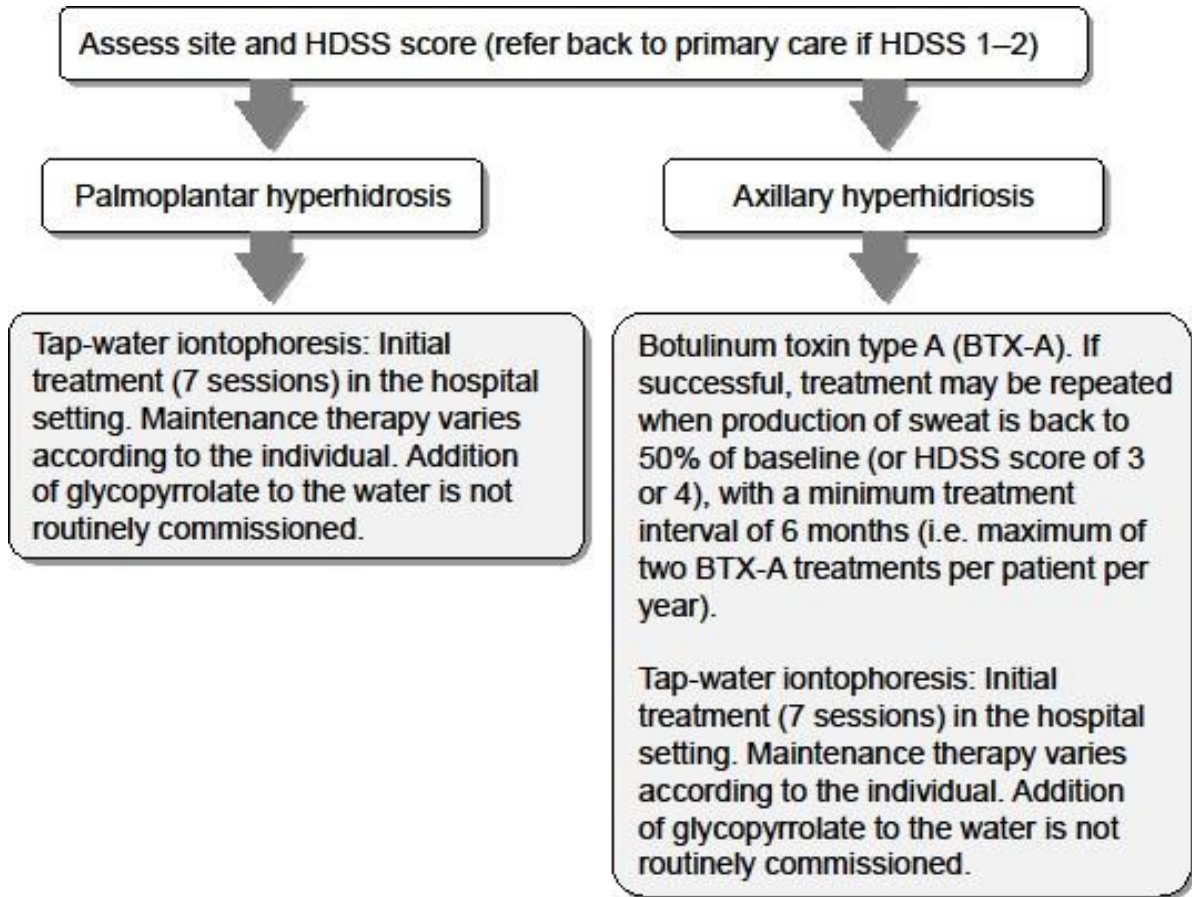 Assess site and HDSS score (refer back to primary care if HDSS 1–2)
Palmoplantar hyperhidrosis
Axillary hyperhidriosis
Tap-water iontophoresis: Initial
treatment (7 sessions) in the hospital
setting. Maintenance therapy varies
according to the individual. Addition
of glycopyrrolate to the water is not
routinely commissioned.
Botulinum toxin type A (BTX-A). If
successful, treatment may be repeated
when production of sweat is back to
50% of baseline (or HDSS score of 3
or 4), with a minimum treatment
interval of 6 months (i.e. maximum of
two BTX-A treatments per patient per
year).
Tap-water iontophoresis: Initial
treatment (7 sessions) in the hospital
setting. Maintenance therapy varies
according to the individual. Addition
of glycopyrrolate to the water is not
routinely commissioned.